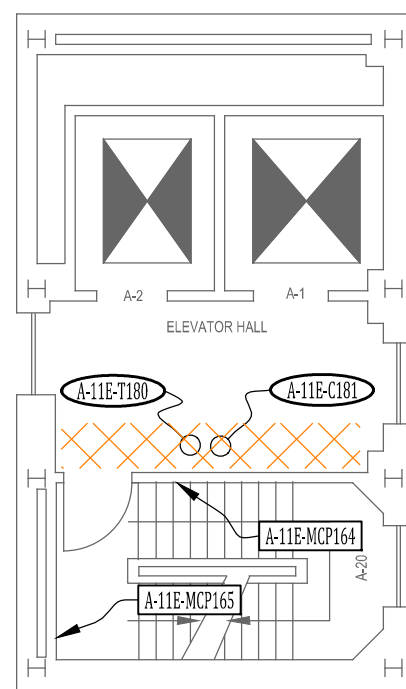 A-2
A-1
ELEVATOR HALL
A-11E-T180
A-11E-C181
A-11E-MCP164
A-20
A-11E-MCP165